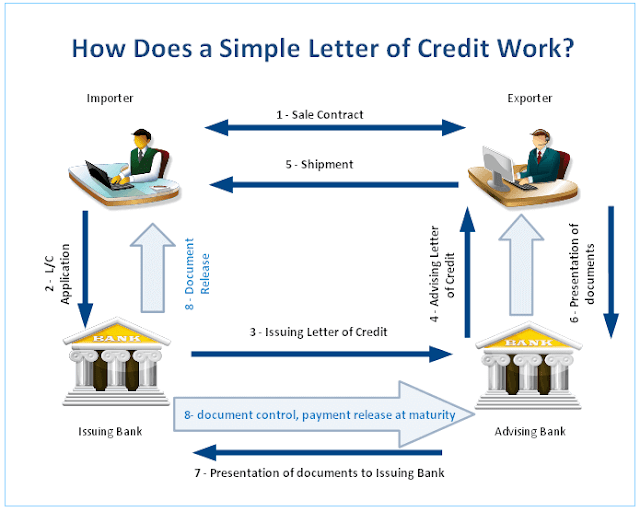 How Does a Simple Letter of Credit Work?
Importer
Exporter
1 - Sale Contract
5 - Shipment
2 - L/C
Application
8 - Document
Release
4 - Advising Letter
of Credit
6 - Presentation of
documents
3 - Issuing Letter of Credit
BANK
BANK
8- document control, payment release at maturity
Issuing Bank
Advising Bank
7 - Presentation of documents to Issuing Bank